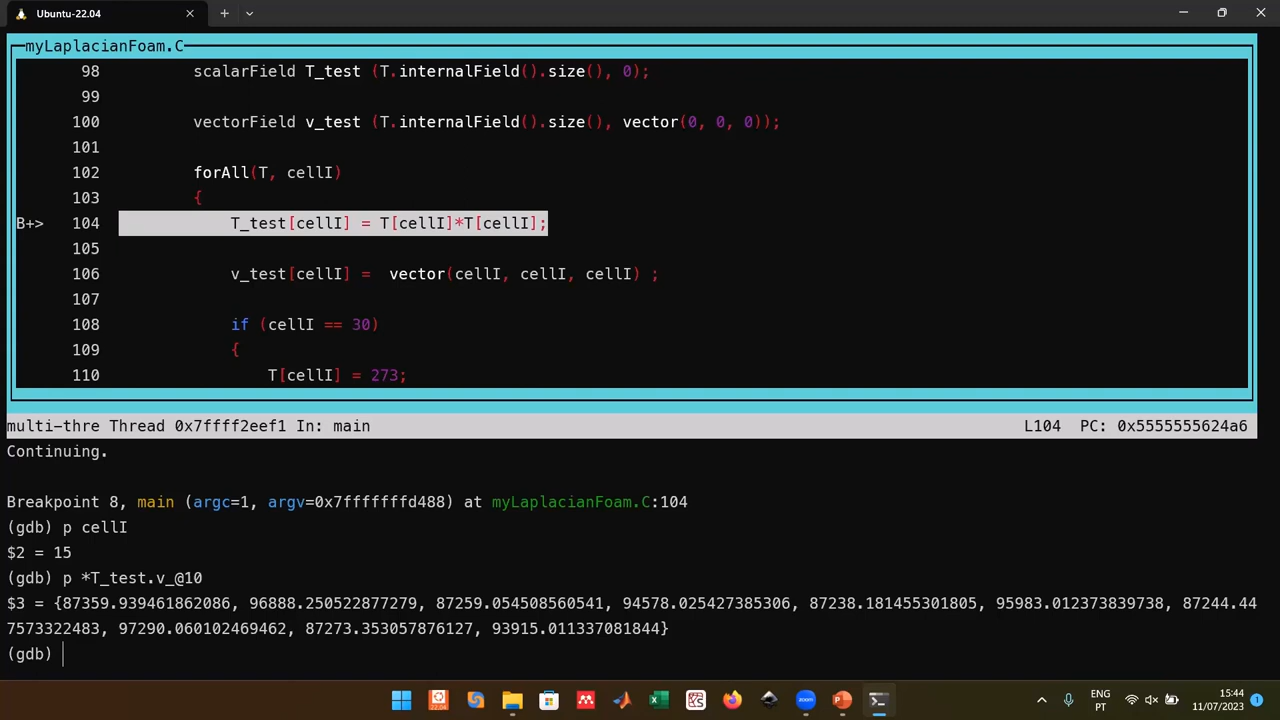 Ubuntu-22.04
myLaplacianFoam.C
98 scalarField T_test (T.internalField().size(), 0);
99
100 vectorField v_test (T.internalField().size(), vector(0, 0, 0));
101
102 forAll(T, cellI)
103 {
B+> 104 T_test[cellI] = T[cellI]*T[cellI];
105
106 v_test[cellI] =  vector(cellI, cellI, cellI) ;
107
108 if (cellI == 30)
109 {
110 T[cellI] = 273;
multi-thre Thread 0x7ffff2eef1 In: main L104 PC: 0x5555555624a6
Continuing.
Breakpoint 8, main (argc=1, argv=0x7fffffffd488) at myLaplacianFoam.C:104
(gdb) p cellI
$2 = 15
(gdb) p *T_test.v_@10
$3 = {87359.939461862086, 96888.250522877279, 87259.054508560541, 94578.025427385306, 87238.181455301805, 95983.012373839738, 87244.44
7573322483, 97290.060102469462, 87273.353057876127, 93915.011337081844}
(gdb)
22.04
zoom
ENG
PT
15:44
11/07/2023
1